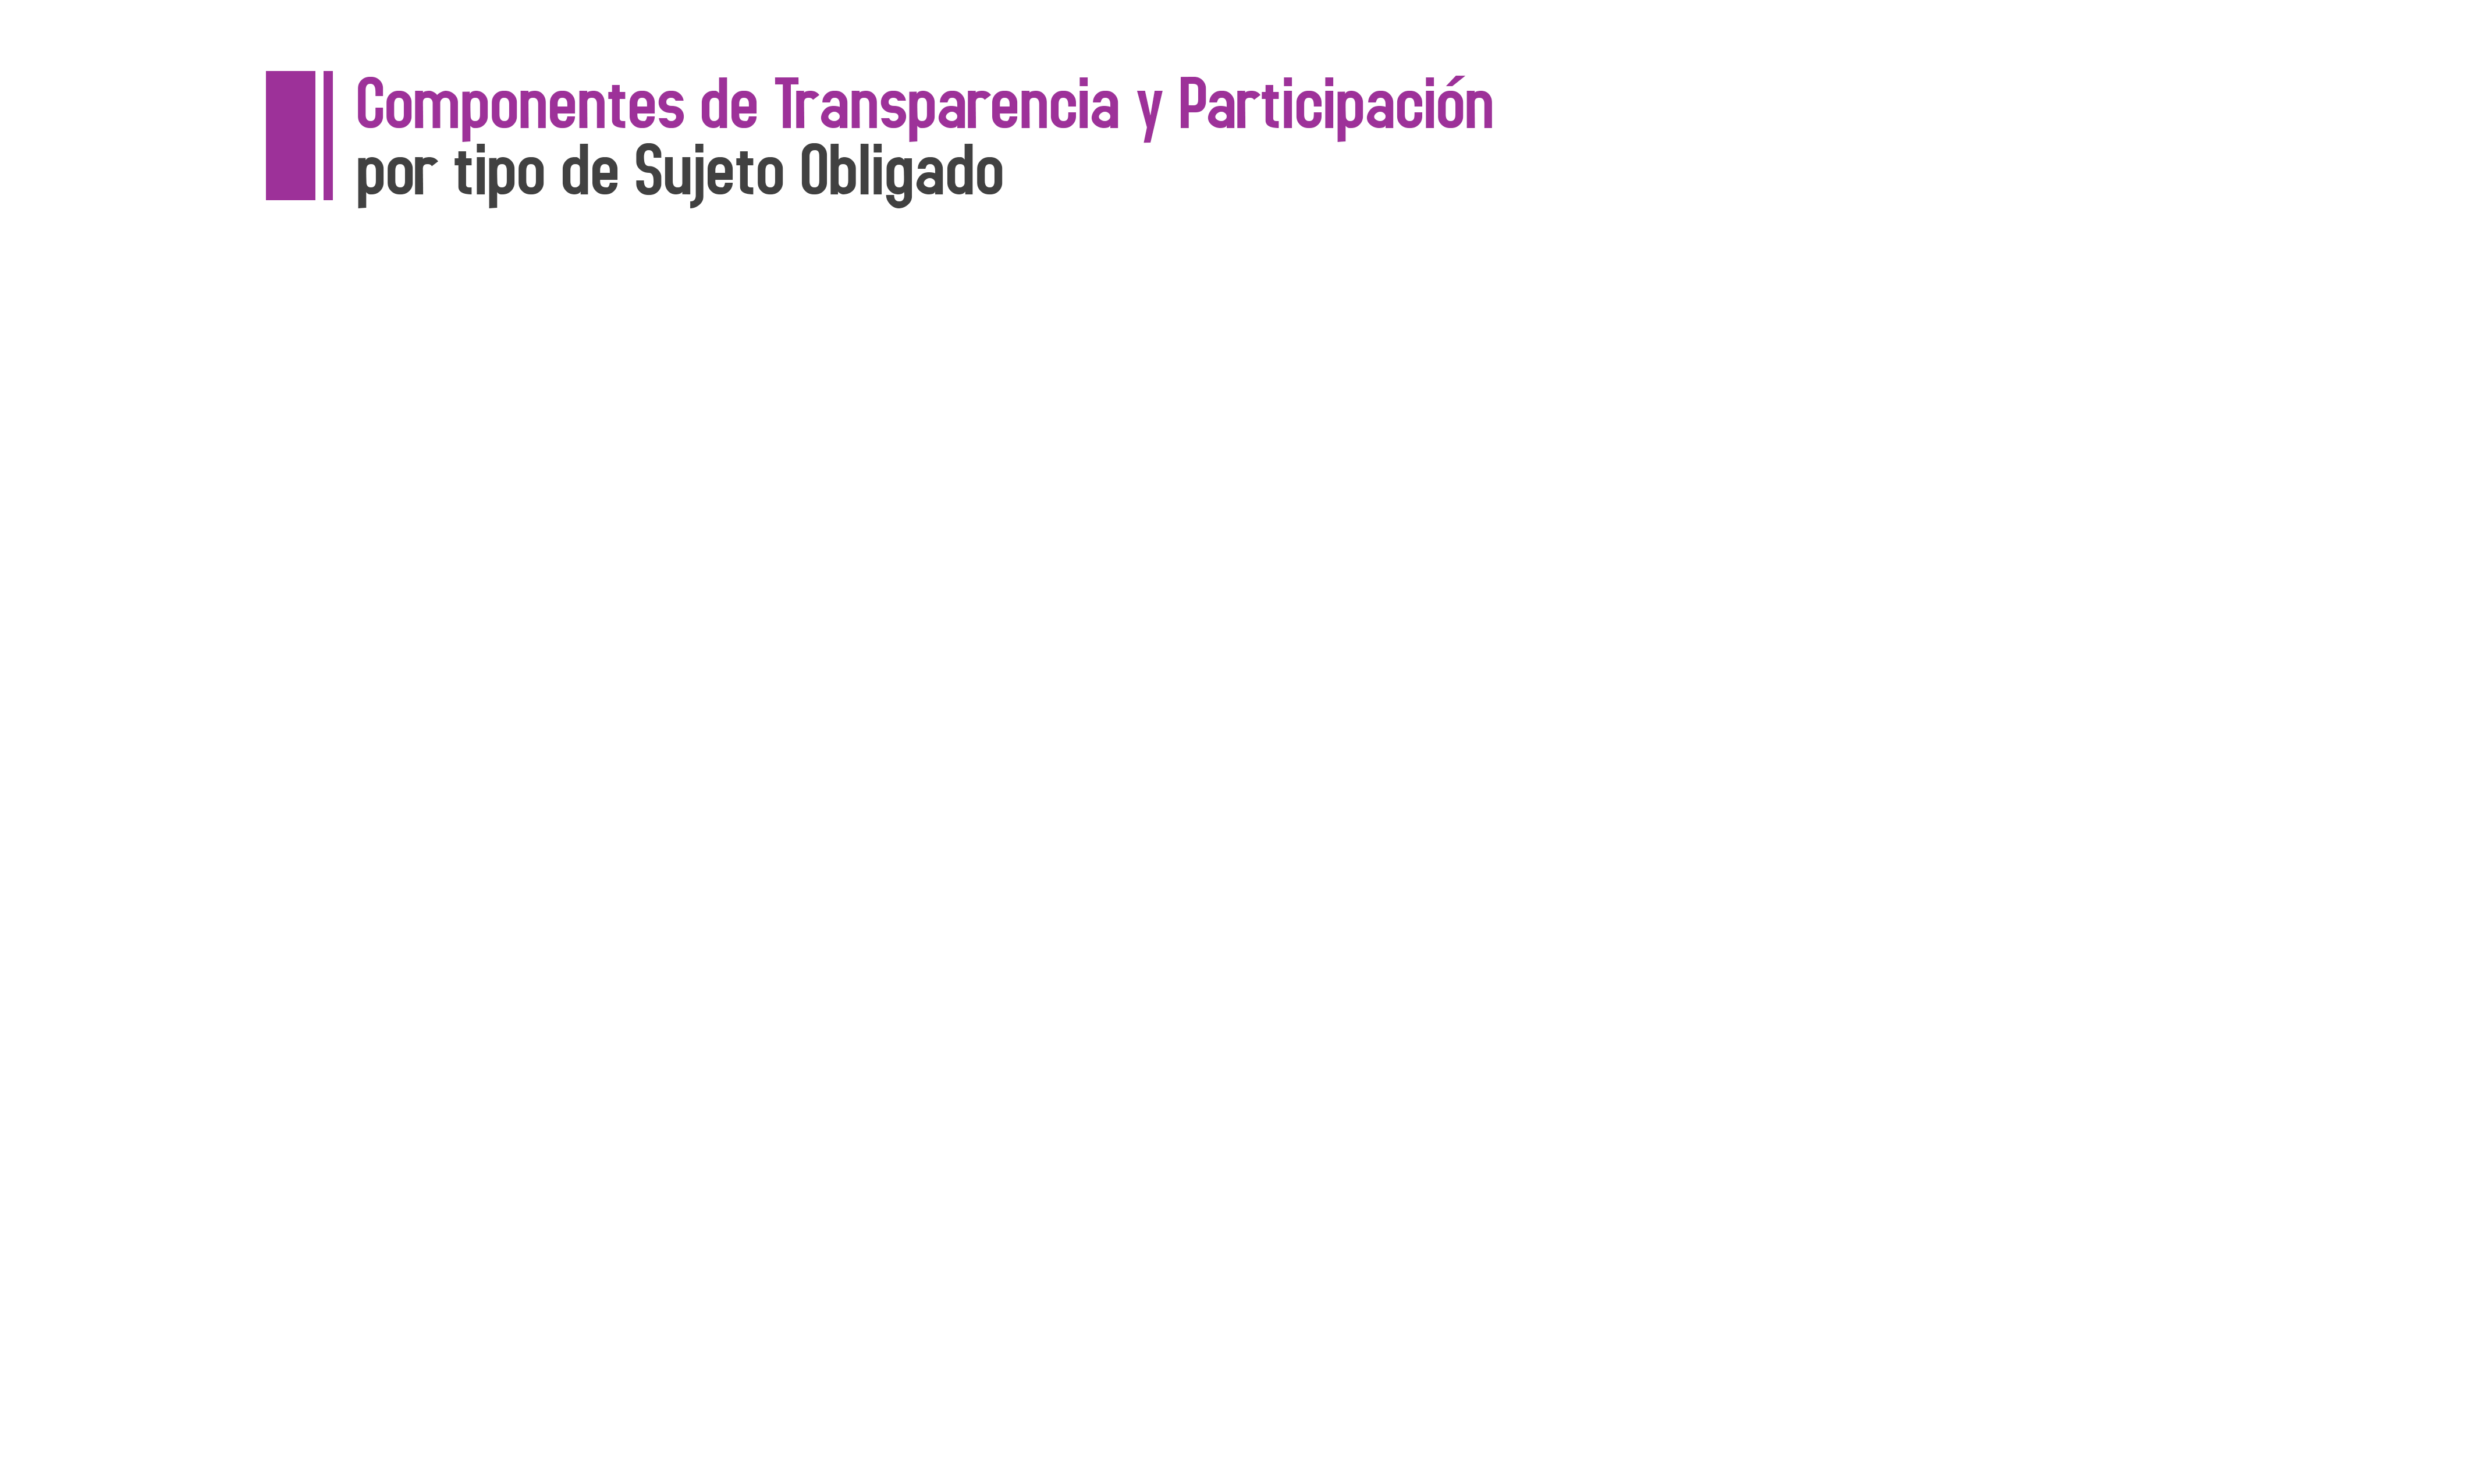 Componentes de Transparencia y Participación
por tipo de Sujeto Obligado